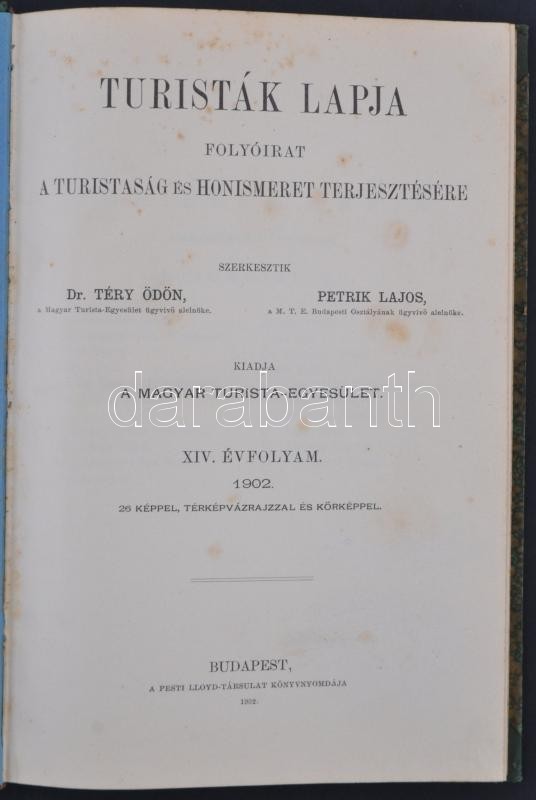 TURISTÁK LAPJA
FOLYÓIRAT
A TURISTASÁG ÉS HONISMERET TERJESZTÉSÉRE
SZERKESZTIK
Dr. TÉRY ÖDÖN,
a Magyar Turista-Egyesület ügyvivő alelnöke.
PETRIK LAJOS,
a M. T. E. Budapesti Osztályának ügyvivő alelnöke.
KIADJA
A MAGYAR TURISTA-EGYESÜLET.
darabanth
XIV. ÉVFOLYAM.
1902.
26 KÉPPEL, TÉRKÉPVÁZRAJZZAL ÉS KÖRKÉPPEL.
BUDAPEST,
A PESTI LLOYD-TÁRSULAT KÖNYVNYOMDÁJA
1902.